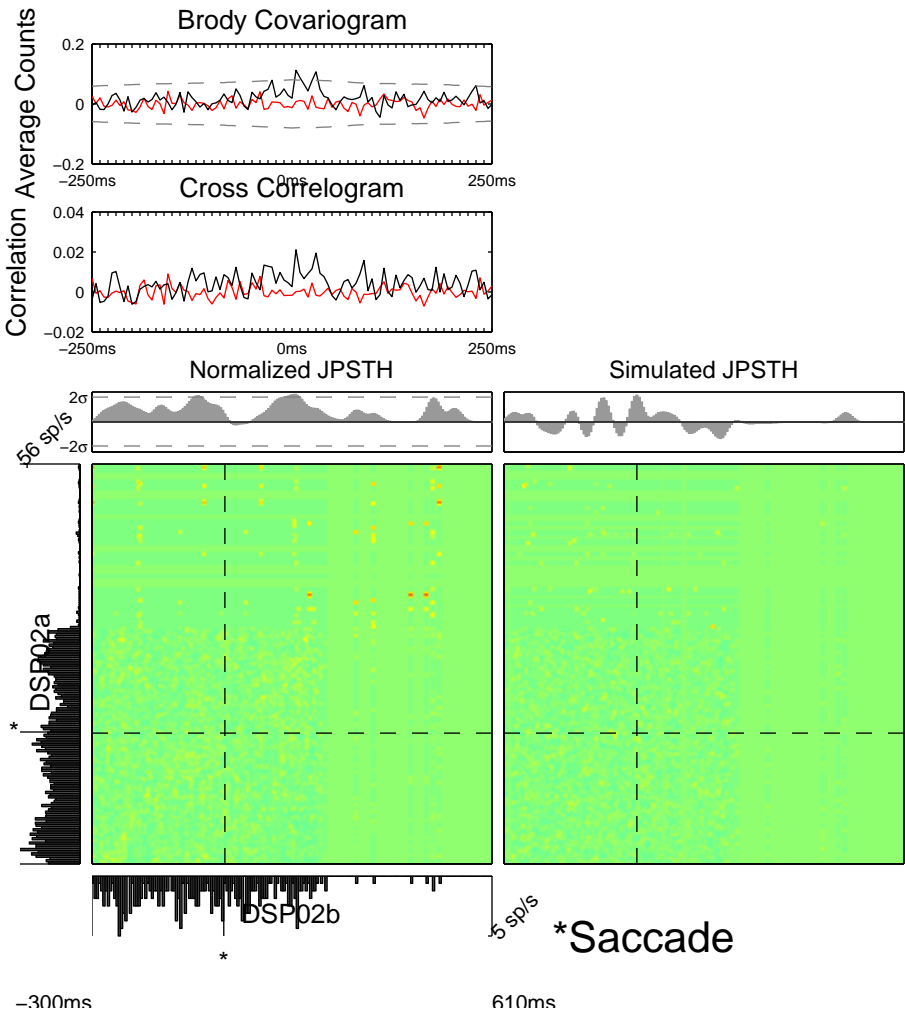 Brody Covariogram
Average Counts
0.2
0
−0.2
−250ms
0ms
250ms
Cross Correlogram
Correlation
0.04
0.02
0
−0.02
−250ms
0ms
250ms
Normalized JPSTH
Simulated JPSTH
2σ
−2σ
56 sp/s
DSP02a
*
DSP02b
5 sp/s
*
*Saccade
−300ms
610ms